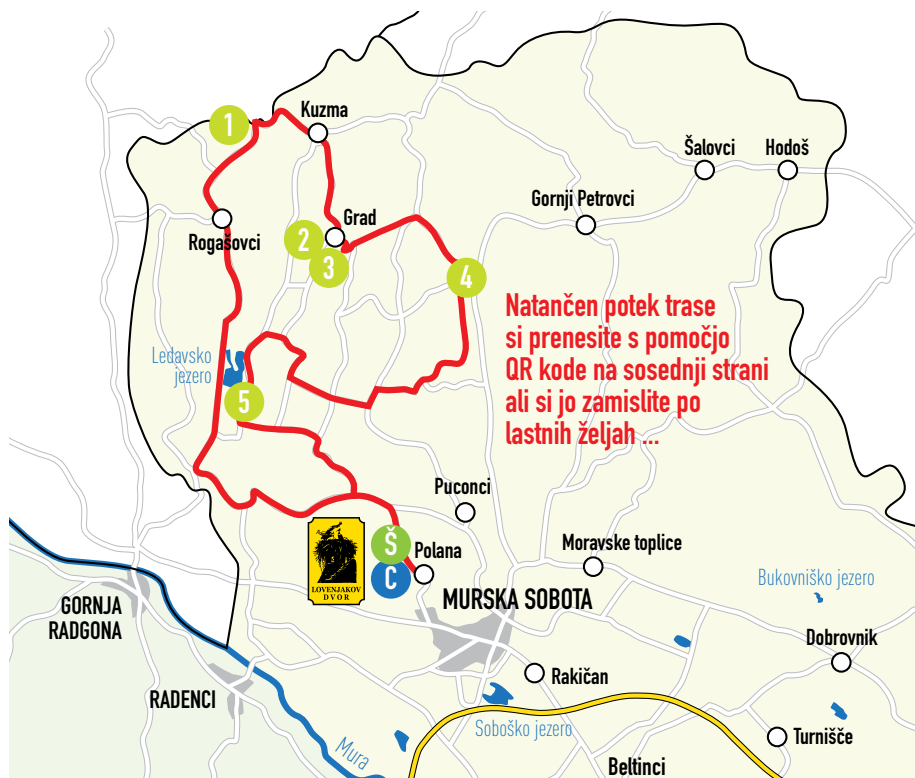 1
Kuzma
Šalovci
Hodoš
Gornji Petrovci
Rogašovci
Grad
2
3
4
Natančen potek trase
si prenesite s pomočjo
QR kode na sosednji strani
ali si jo zamislite po
lastnih željah ...
Ledavsko
jezero
5
Puconci
Š
C
Polana
LOVENJAKOV
DVOR
Moravske toplice
Bukovniško jezero
GORNJA
RADGONA
MURSKA SOBOTA
Dobrovnik
RADENCI
Rakičan
Mura
Soboško jezero
Turnišče
Beltinci